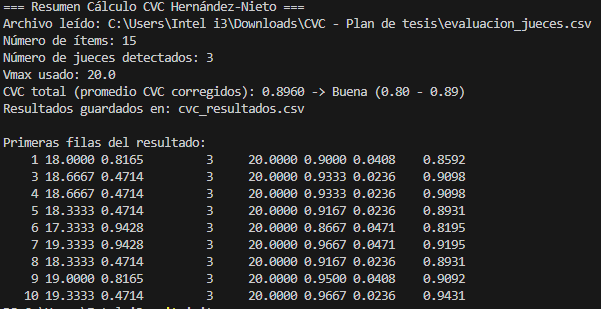 === Resumen Cálculo CVC Hernández-Nieto ===
Archivo leído: C:\Users\Intel i3\Downloads\CVC - Plan de tesis\evaluacion_jueces.csv
Número de ítems: 15
Número de jueces detectados: 3
Vmax usado: 20.0
CVC total (promedio CVC corregidos): 0.8960 -> Buena (0.80 - 0.89)
Resultados guardados en: cvc_resultados.csv
Primeras filas del resultado:
1 18.0000 0.8165 3 20.0000 0.9000 0.0408 0.8592
3 18.6667 0.4714 3 20.0000 0.9333 0.0236 0.9098
4 18.6667 0.4714 3 20.0000 0.9333 0.0236 0.9098
5 18.3333 0.4714 3 20.0000 0.9167 0.0236 0.8931
6 17.3333 0.9428 3 20.0000 0.8667 0.0471 0.8195
7 19.3333 0.9428 3 20.0000 0.9667 0.0471 0.9195
8 18.3333 0.4714 3 20.0000 0.9167 0.0236 0.8931
9 19.0000 0.8165 3 20.0000 0.9500 0.0408 0.9092
10 19.3333 0.4714 3 20.0000 0.9667 0.0236 0.9431